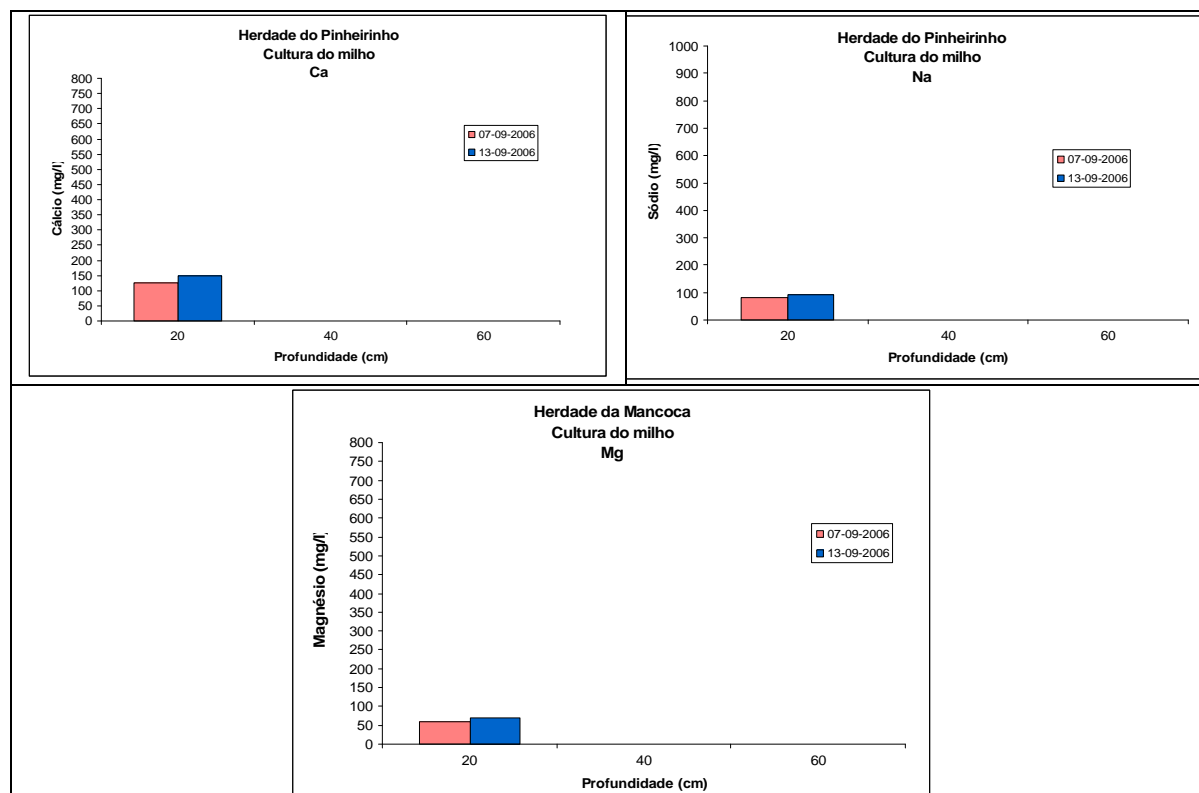 Herdade do Pinheirinho
Cultura do milho
Ca
Cálcio (mg/l)
800
750
700
650
600
550
500
450
400
350
300
250
200
150
100
50
0
20 40 60
Profundidade (cm)
07-09-2006
13-09-2006
Herdade do Pinheirinho
Cultura do milho
Na
Sódio (mg/l)
1000
900
800
700
600
500
400
300
200
100
0
20 40 60
Profundidade (cm)
07-09-2006
13-09-2006
Herdade da Mancoca
Cultura do milho
Mg
Magnésio (mg/l)
800
750
700
650
600
550
500
450
400
350
300
250
200
150
100
50
0
20 40 60
Profundidade (cm)
07-09-2006
13-09-2006